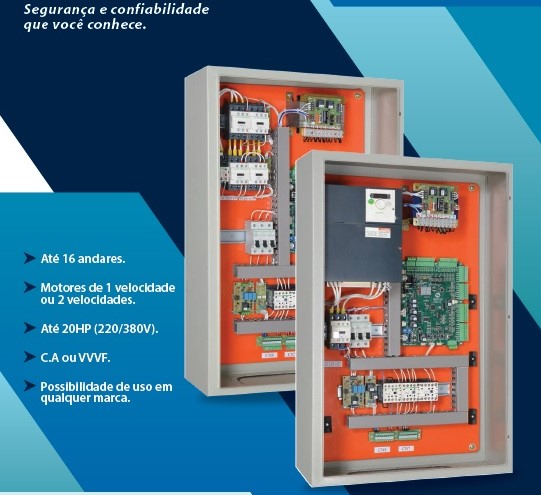 Segurança e confiabilidade
que você conhece.
Até 16 andares.
Motores de 1 velocidade
ou 2 velocidades.
Até 20HP (220/380V).
C.A ou VVVF.
Possibilidade de uso em
qualquer marca.